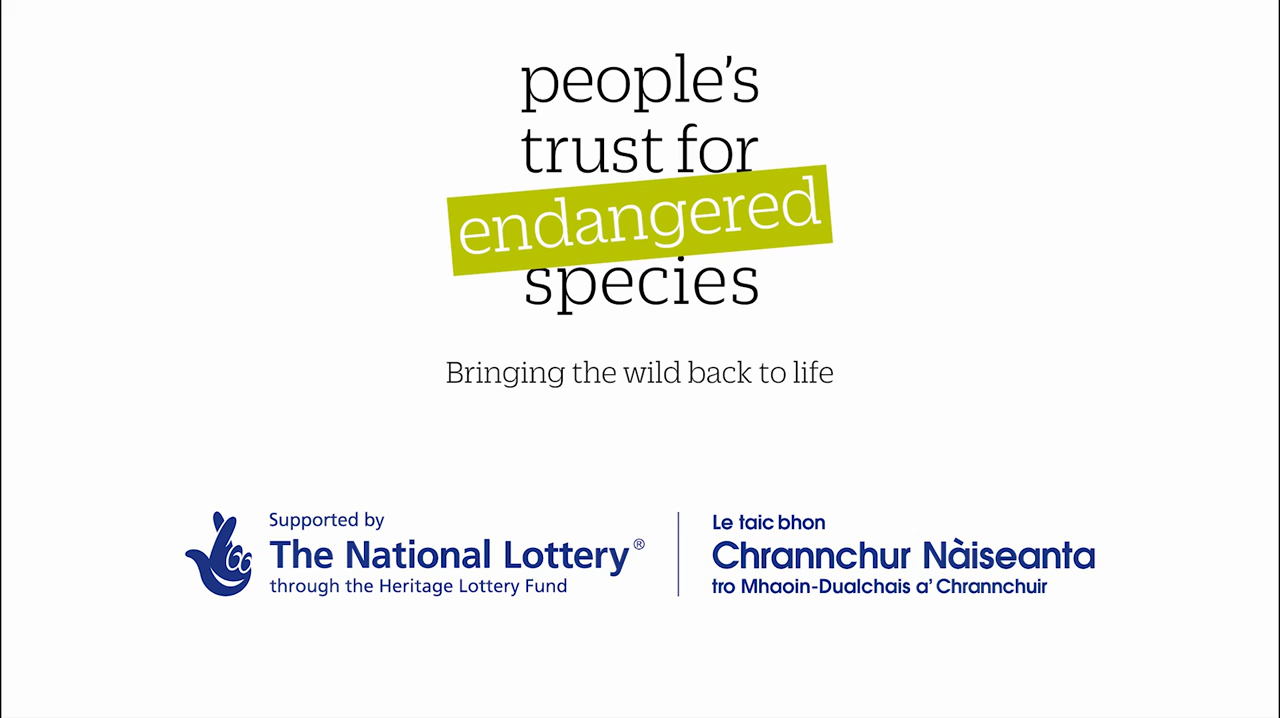 people’s
trust for
endangered
species
Bringing the wild back to life
Supported by
The National Lottery®
through the Heritage Lottery Fund
Le taic bhon
Chrannchur Nàiseanta
tro Mhaoin-Dualchais a’ Chrannchuir